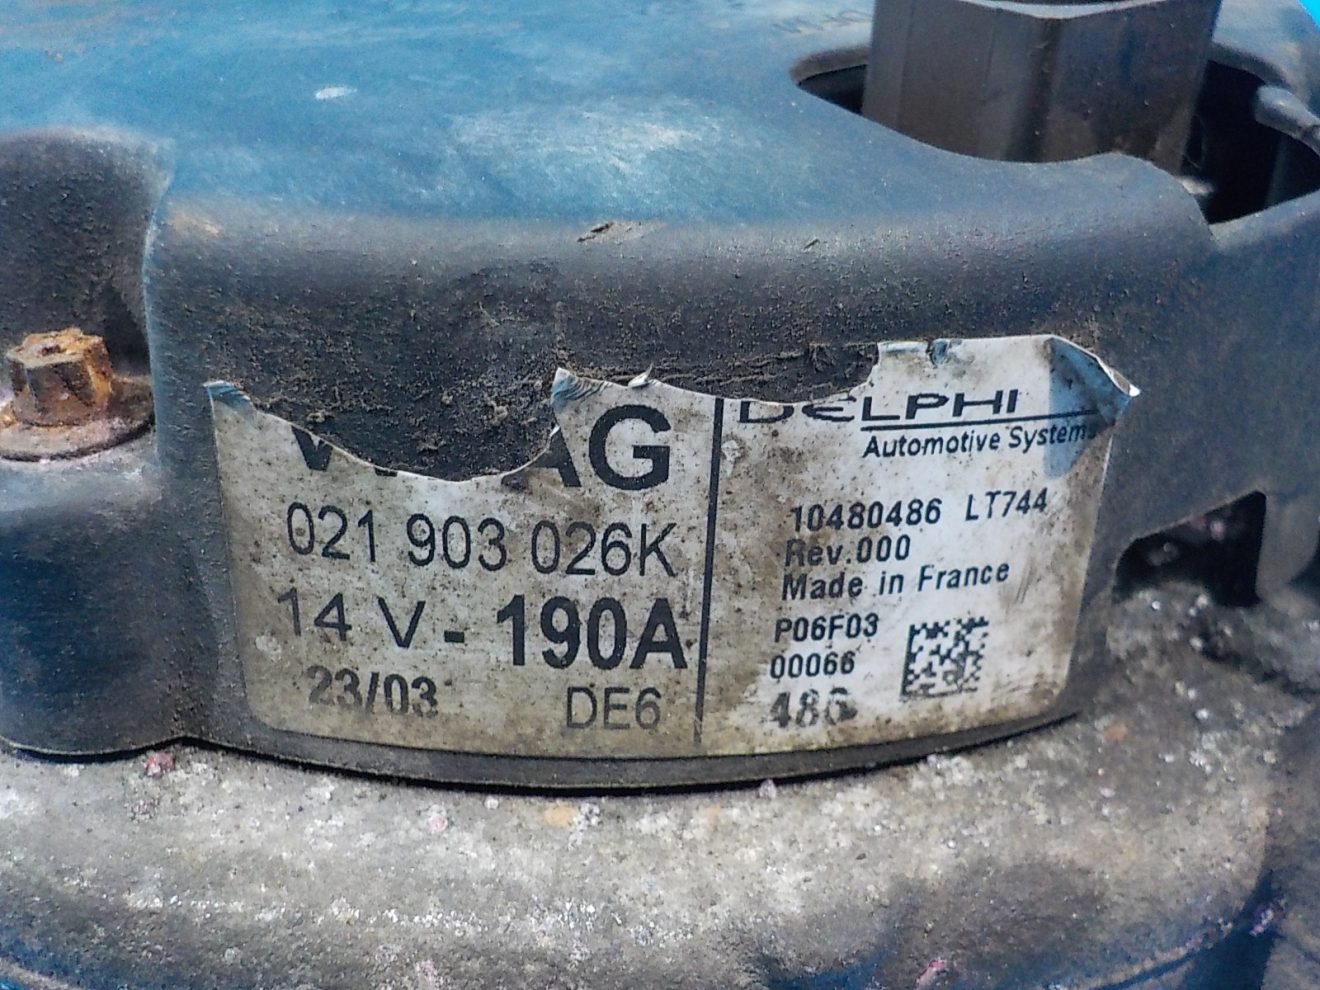 AG
021 903 026K
14 V - 190A
23/03 DE6
DELPHI
Automotive Systems
10480486 LT744
Rev.000
Made in France
P06F03
00066
486